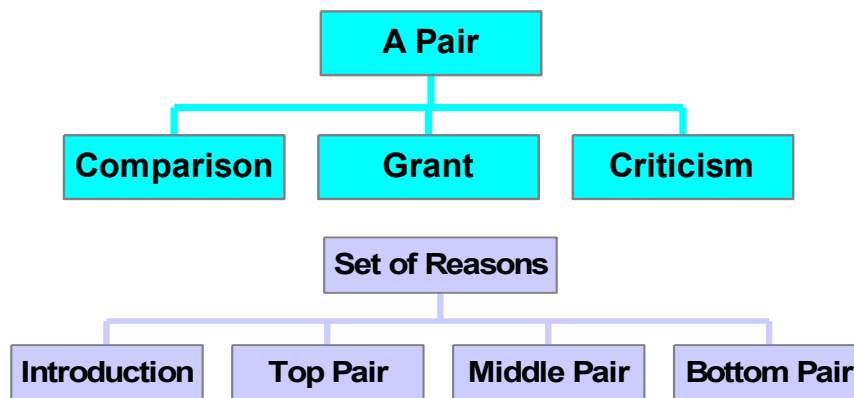 A Pair
Comparison Grant Criticism
Set of Reasons
Introduction Top Pair Middle Pair Bottom Pair